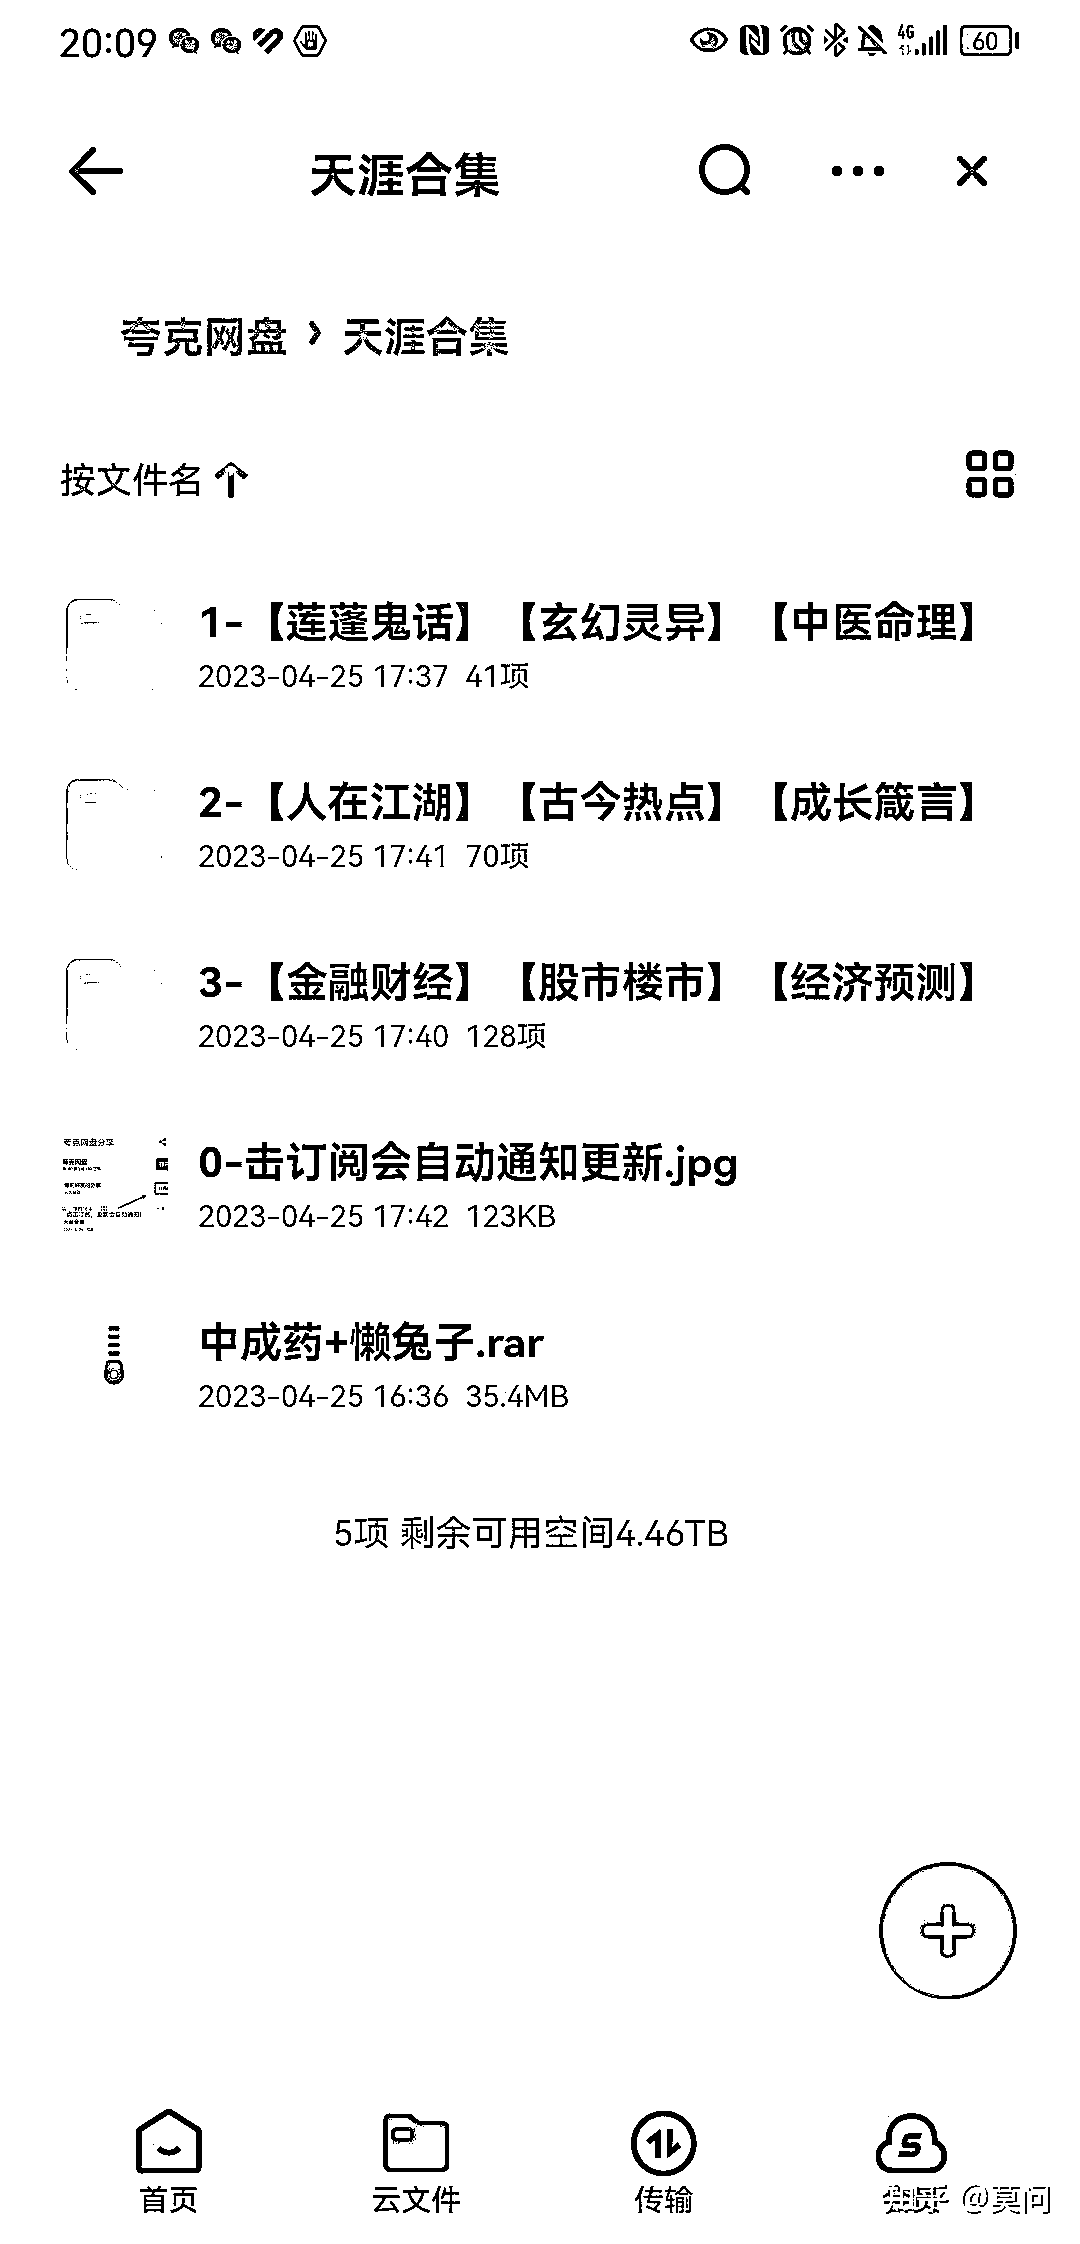 20:09 4G 60
天涯合集
夸克网盘 › 天涯合集
按文件名
1-【莲蓬鬼话】【玄幻灵异】【中医命理】
2023-04-25 17:37 41项
2-【人在江湖】【古今热点】【成长箴言】
2023-04-25 17:41 70项
3-【金融财经】【股市楼市】【经济预测】
2023-04-25 17:40 128项
夸克网盘分享
0-击订阅会自动通知更新.jpg
2023-04-25 17:42 123KB
中成药+懒兔子.rar
2023-04-25 16:36 35.4MB
5项 剩余可用空间4.46TB
首页 云文件 传输
知乎 @莫问